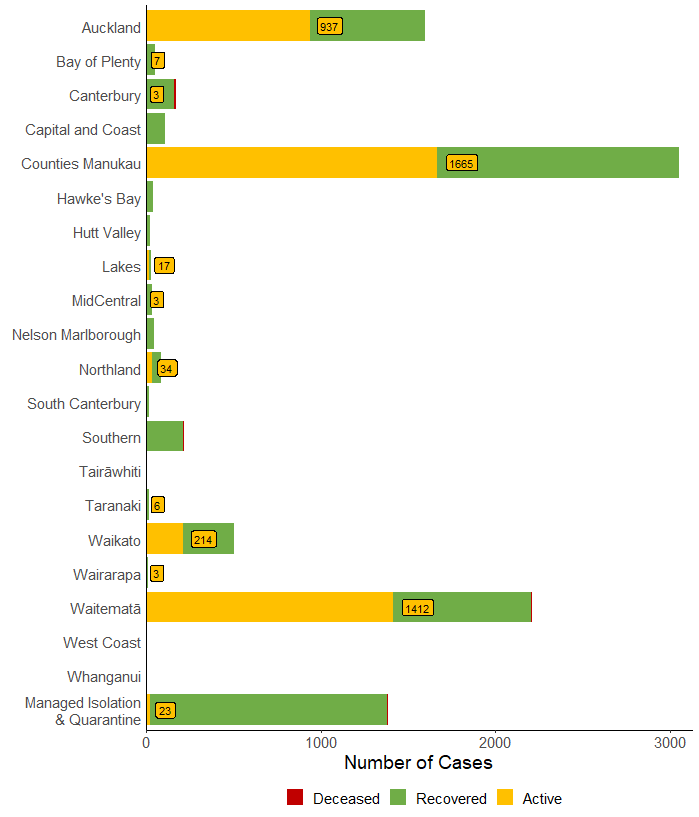 Auckland 937
Bay of Plenty 7
Canterbury 3
Capital and Coast
Counties Manukau 1665
Hawke's Bay
Hutt Valley
Lakes 17
MidCentral 3
Nelson Marlborough
Northland 34
South Canterbury
Southern
Tairāwhiti
Taranaki 6
Waikato 214
Wairarapa 3
Waitematā 1412
West Coast
Whanganui
Managed Isolation
& Quarantine 23
0 1000 2000 3000
Number of Cases
Deceased Recovered Active